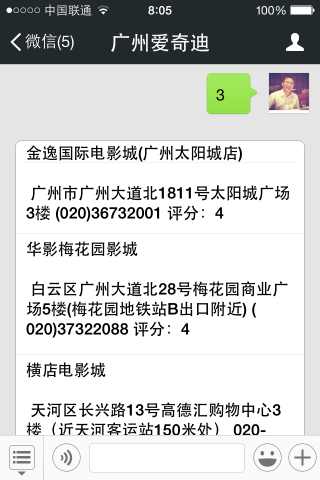 中国联通 8:05 100%
微信(5) 广州爱奇迪
3
金逸国际电影城(广州太阳城店)
广州市广州大道北1811号太阳城广场
3楼 (020)36732001 评分：4
华影梅花园影城
白云区广州大道北28号梅花园商业广
场5楼(梅花园地铁站B出口附近) (
020)37322088 评分：4
横店电影城
天河区长兴路13号高德汇购物中心3
楼（近天河客运站150米处） 020-